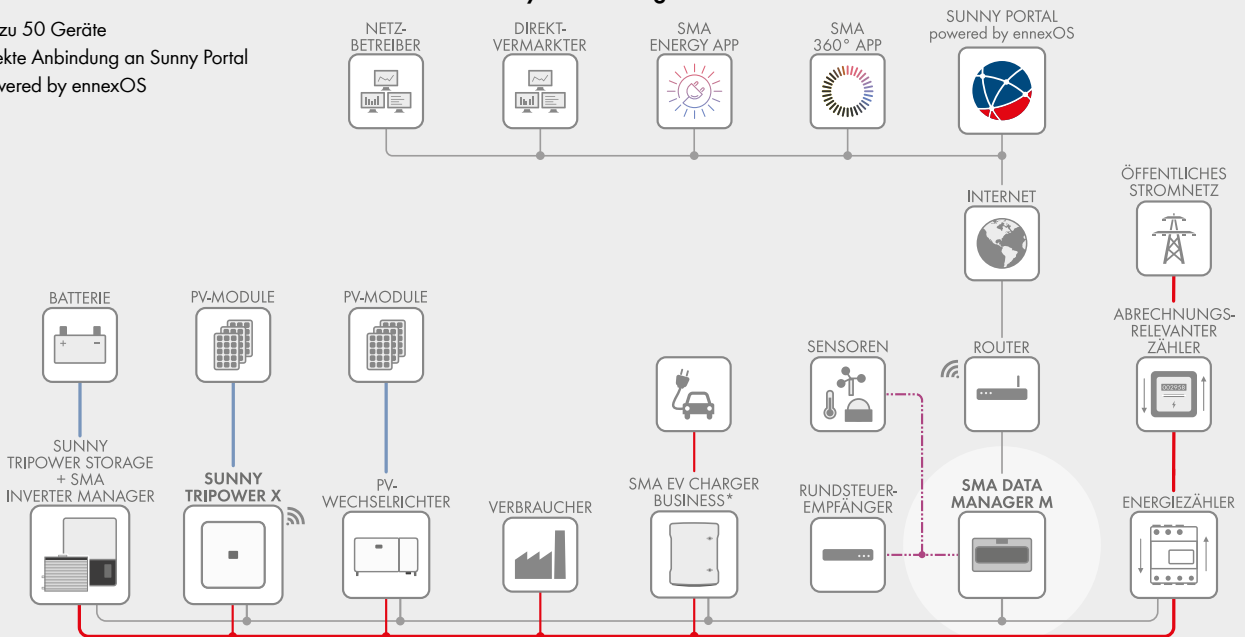 zu 50 Geräte
ekte Anbindung an Sunny Portal
wered by ennexOS
NETZ-
BETREIBER
DIREKT-
VERMARKTER
SMA
ENERGY APP
SMA
360° APP
SUNNY PORTAL
powered by ennexOS
INTERNET
ÖFFENTLICHES
STROMNETZ
BATTERIE
PV-MODULE
PV-MODULE
SENSOREN
ROUTER
ABRECHNUNGS-
RELEVANTER
ZÄHLER
SUNNY
TRIPOWER STORAGE
+ SMA
INVERTER MANAGER
SUNNY
TRIPOWER X
PV-
WECHSELRICHTER
VERBRAUCHER
SMA EV CHARGER
BUSINESS*
RUNDSTEUER-
EMPFÄNGER
SMA DATA
MANAGER M
ENERGIEZÄHLER